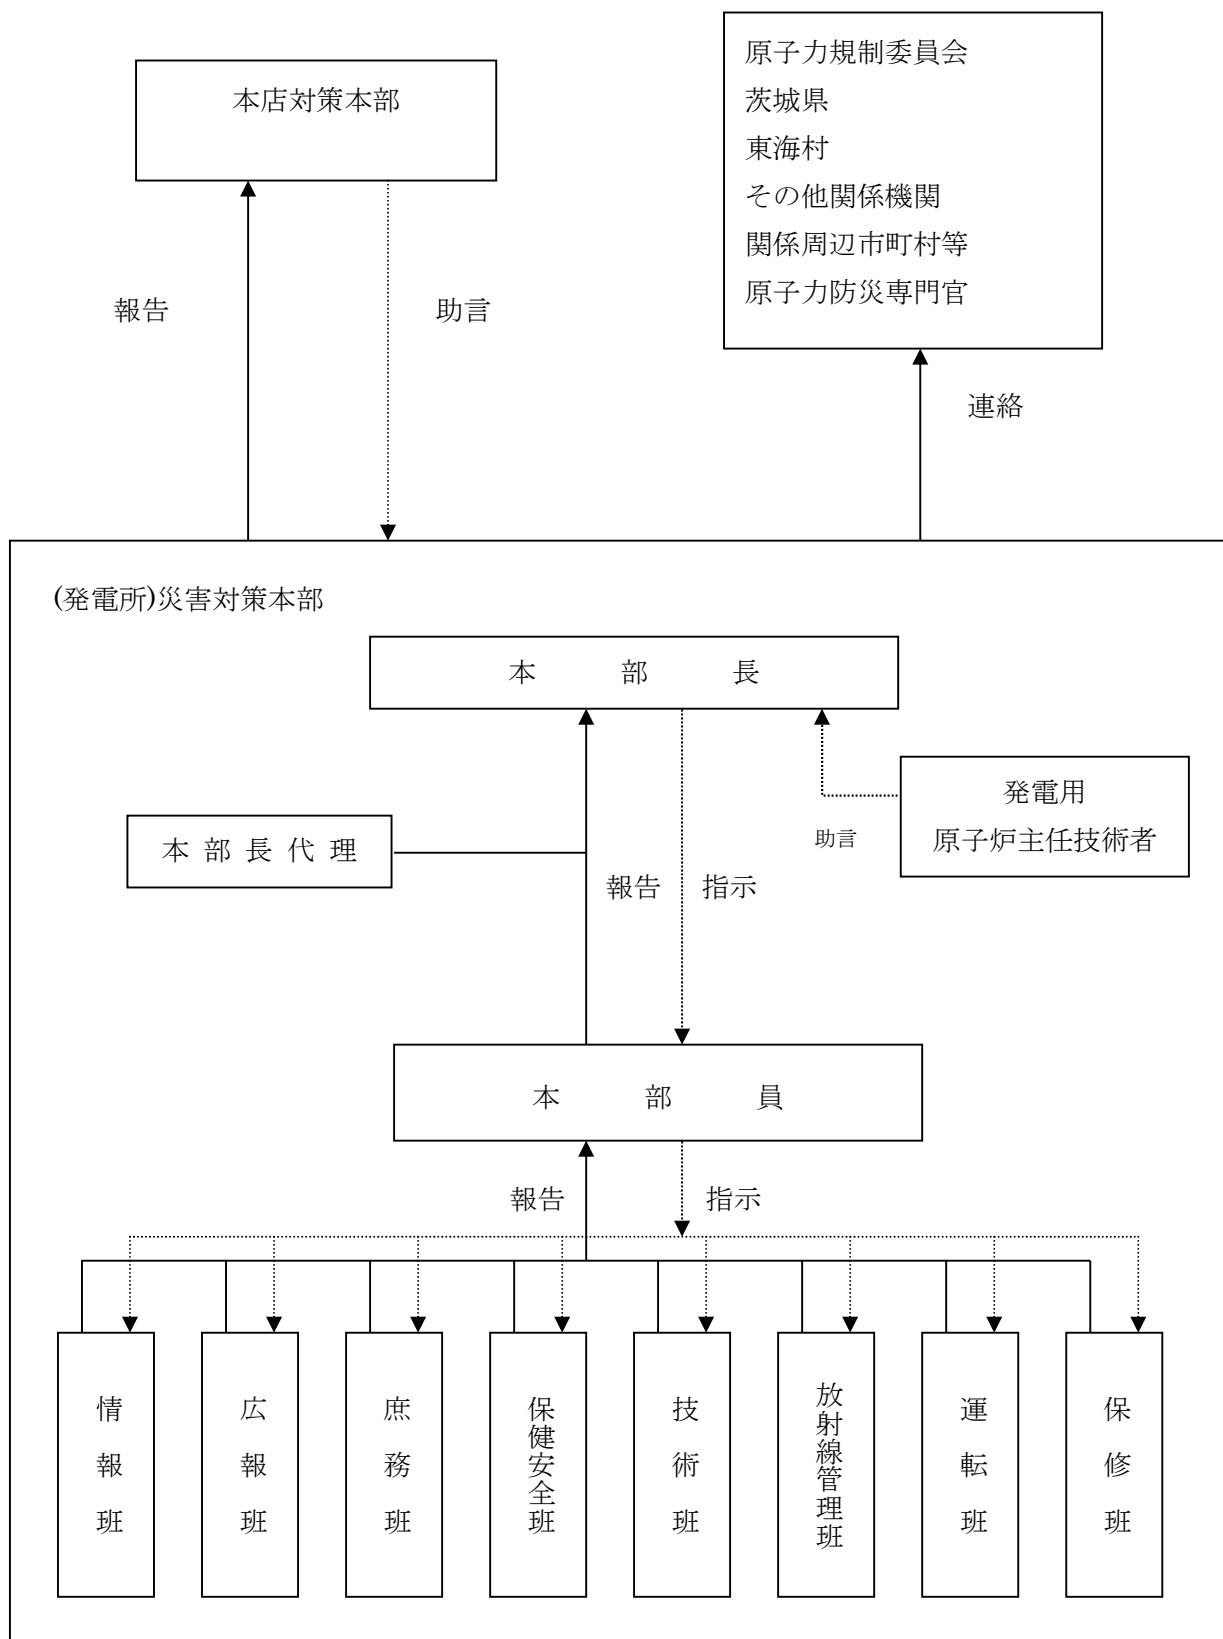 本店対策本部
原子力規制委員会
茨城県
東海村
その他関係機関
関係周辺市町村等
原子力防災専門官
報告
助言
連絡
(発電所)災害対策本部
本部長
発電用
原子炉主任技術者
助言
本部長代理
報告
指示
本部員
報告
指示
情報班
広報班
庶務班
保健安全班
技術班
放射線管理班
運転班
保修班